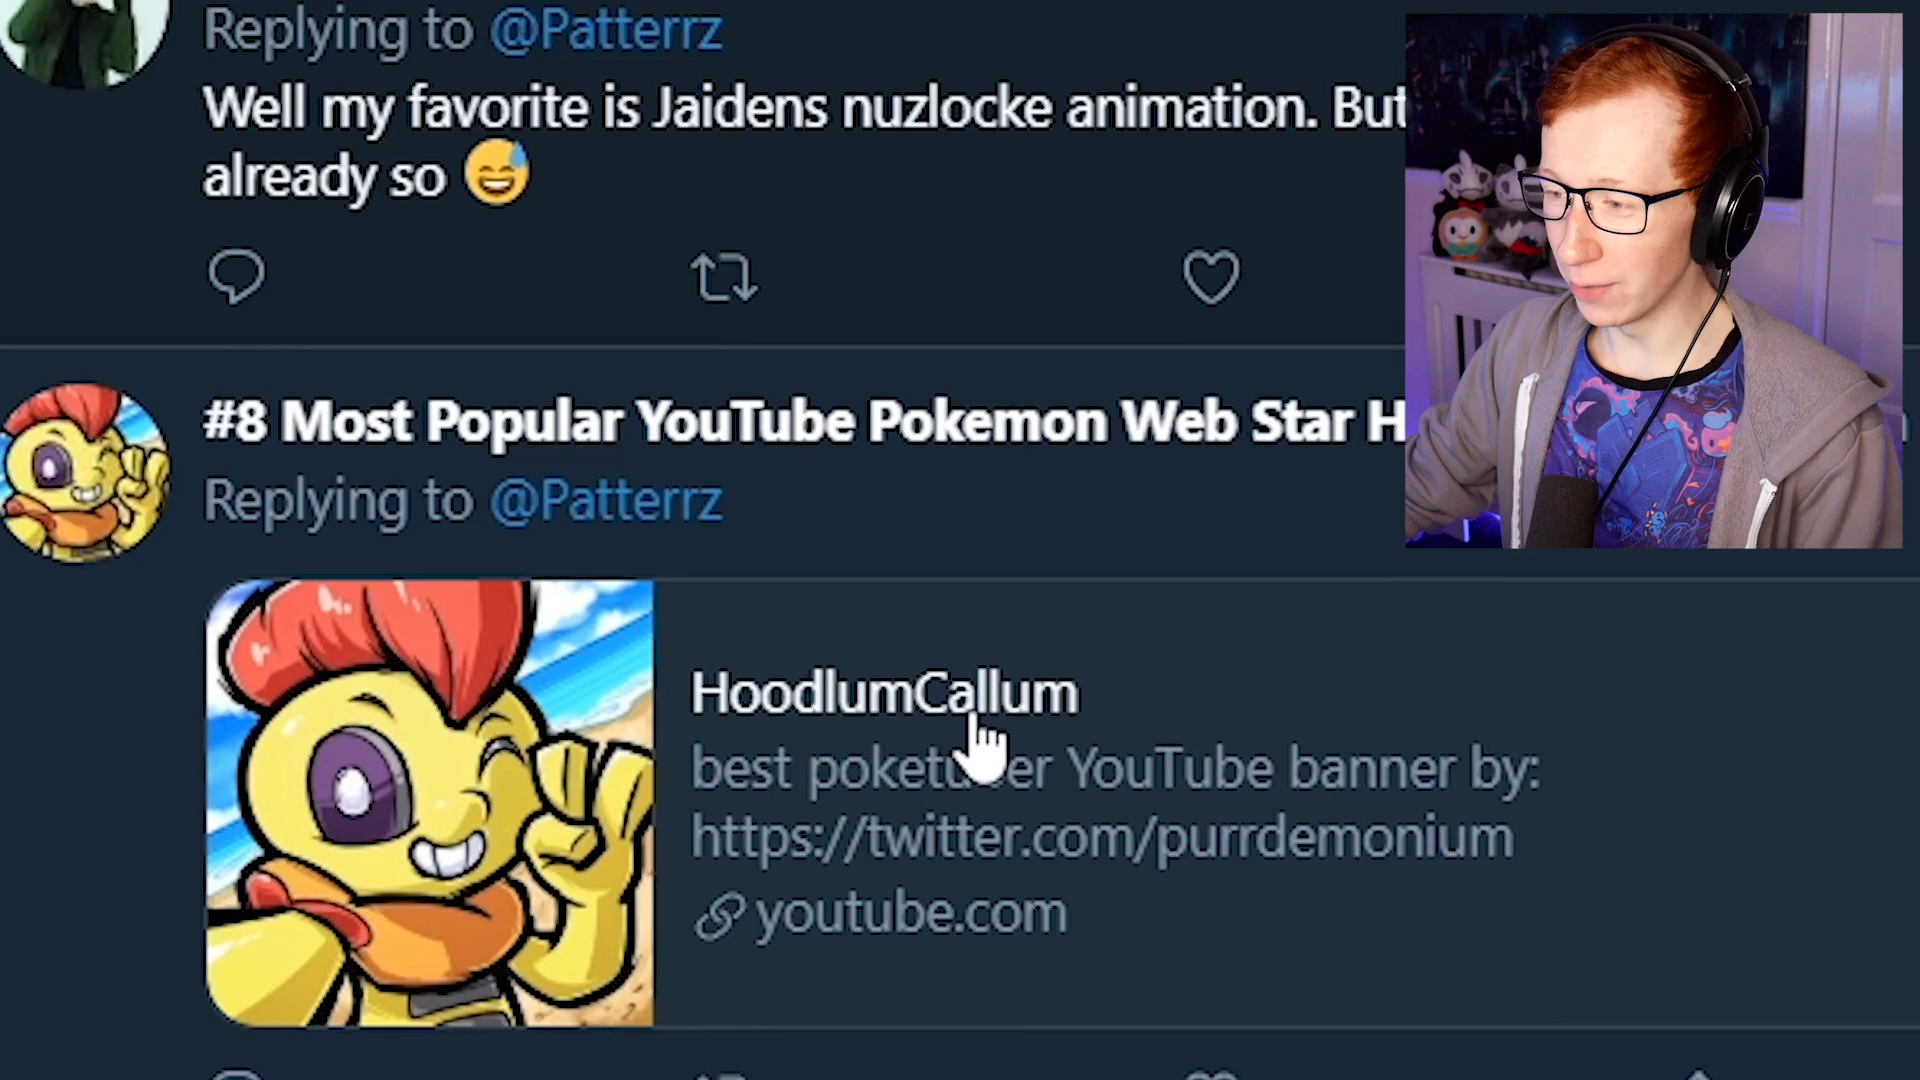 Replying to @Patterrz
Well my favorite is Jaidens nuzlocke animation. But
already so
#8 Most Popular YouTube Pokemon Web Star H
Replying to @Patterrz
HoodlumCallum
best poketuber YouTube banner by:
https://twitter.com/purrdemonium
youtube.com